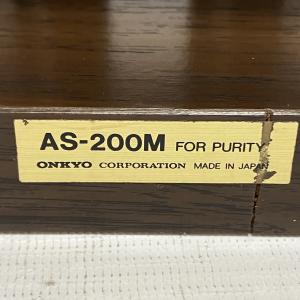 AS-200M FOR PURITY
ONKYO CORPORATION MADE IN JAPAN